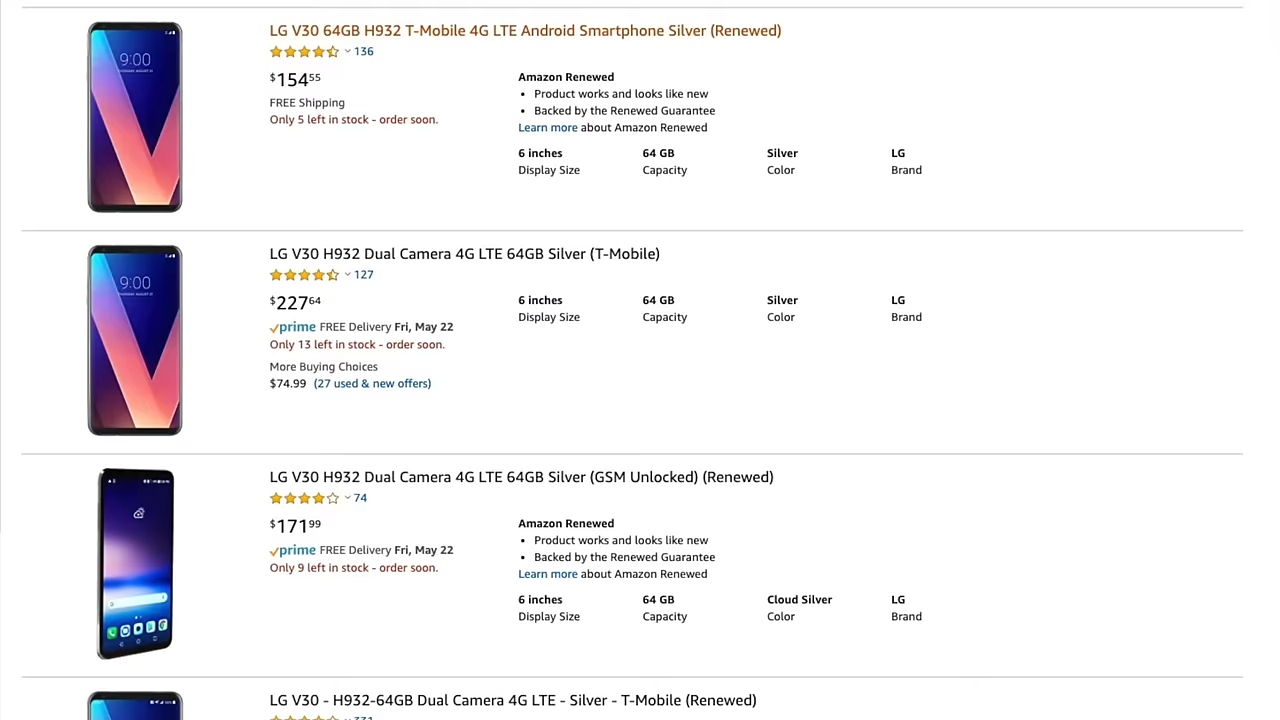 LG V30 64GB H932 T-Mobile 4G LTE Android Smartphone Silver (Renewed)
136
$15455
FREE Shipping
Only 5 left in stock - order soon.
Amazon Renewed
• Product works and looks like new
• Backed by the Renewed Guarantee
Learn more about Amazon Renewed
6 inches 64 GB Silver LG
Display Size Capacity Color Brand
9:00
LG V30 H932 Dual Camera 4G LTE 64GB Silver (T-Mobile)
127
$22764
prime FREE Delivery Fri, May 22
Only 13 left in stock - order soon.
More Buying Choices
$74.99 (27 used & new offers)
6 inches 64 GB Silver LG
Display Size Capacity Color Brand
9:00
LG V30 H932 Dual Camera 4G LTE 64GB Silver (GSM Unlocked) (Renewed)
74
$17199
prime FREE Delivery Fri, May 22
Only 9 left in stock - order soon.
Amazon Renewed
• Product works and looks like new
• Backed by the Renewed Guarantee
Learn more about Amazon Renewed
6 inches 64 GB Cloud Silver LG
Display Size Capacity Color Brand
LG V30 - H932-64GB Dual Camera 4G LTE - Silver - T-Mobile (Renewed)
331